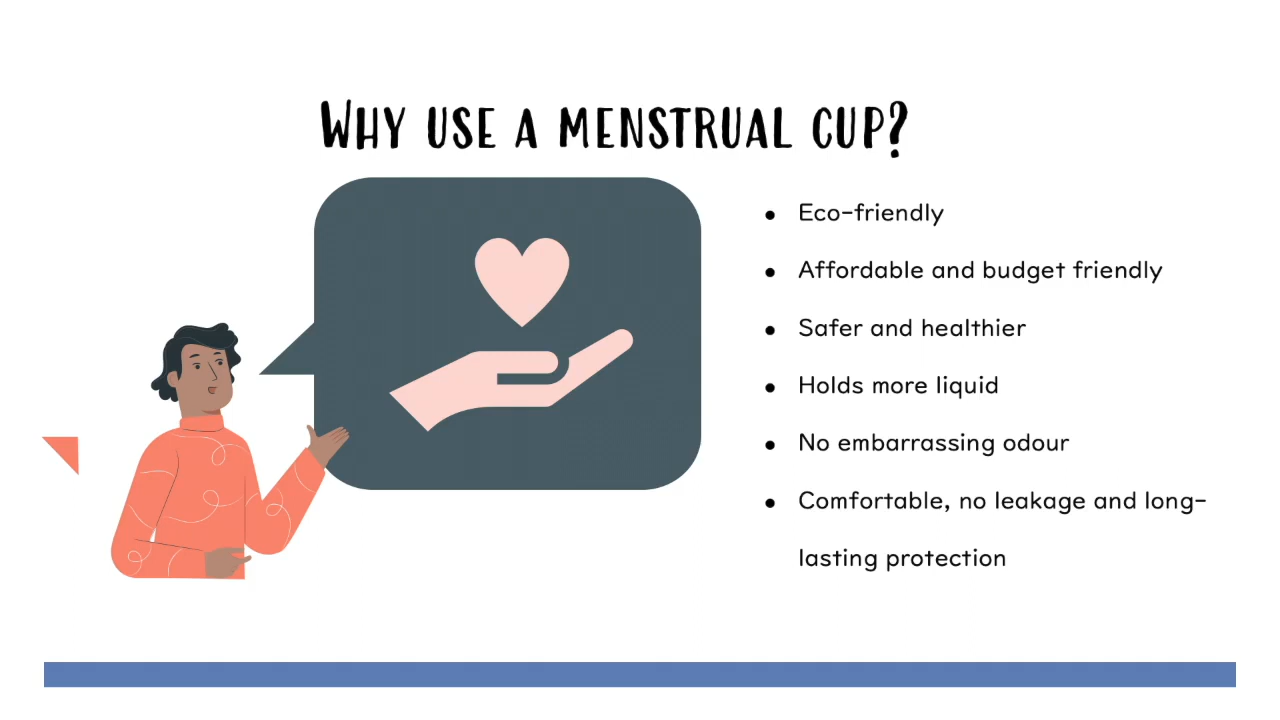 WHY USE A MENSTRUAL CUP?
• Eco-friendly
• Affordable and budget friendly
• Safer and healthier
• Holds more liquid
• No embarrassing odour
• Comfortable, no leakage and long-
lasting protection